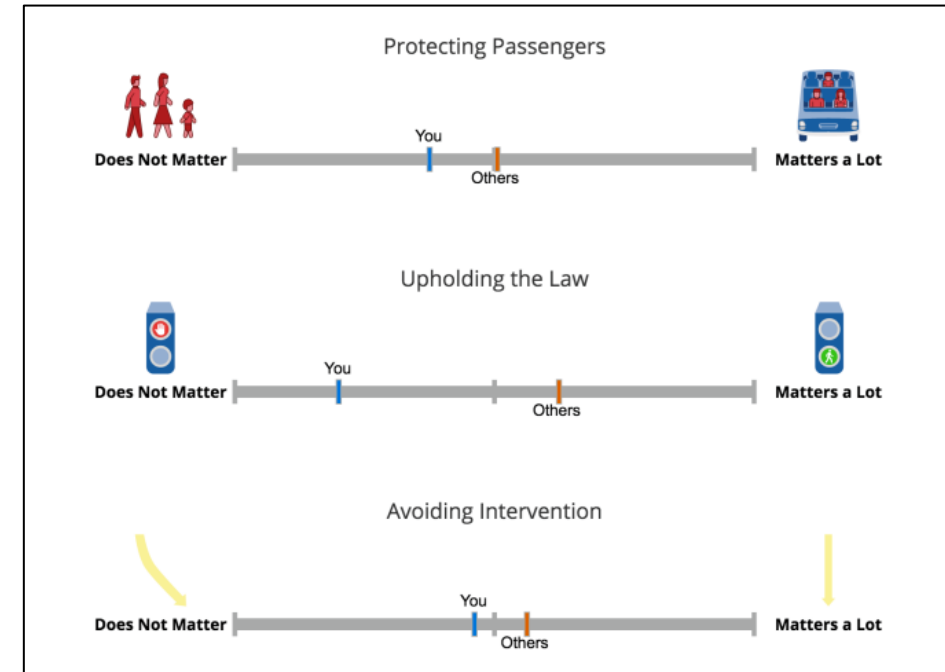 Protecting Passengers
You
Does Not Matter
Matters a Lot
Others
Upholding the Law
You
Does Not Matter
Matters a Lot
Others
Avoiding Intervention
You
Does Not Matter
Matters a Lot
Others